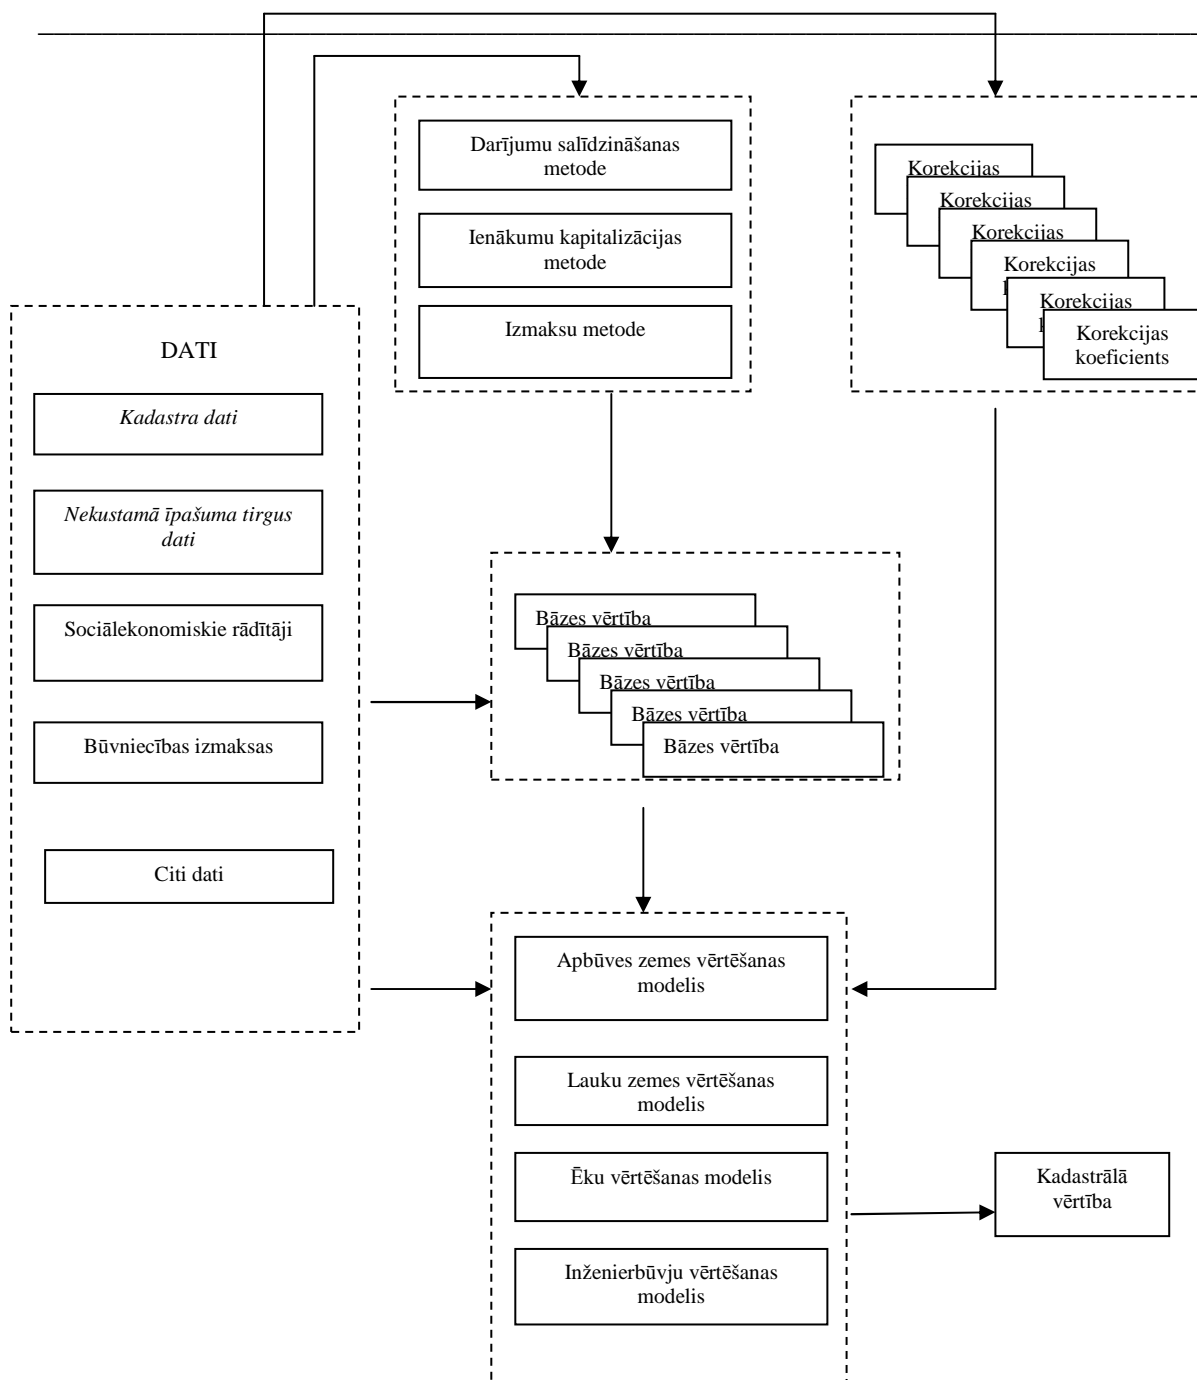 Darījumu salīdzināšanas
metode
Ienākumu kapitalizācijas
metode
Izmaksu metode
Korekcijas
Korekcijas
Korekcijas
Korekcijas
Korekcijas
Korekcijas
koeficients
DATI
Kadastra dati
Nekustamā īpašuma tirgus
dati
Sociālekonomiskie rādītāji
Būvniecības izmaksas
Citi dati
Bāzes vērtība
Bāzes vērtība
Bāzes vērtība
Bāzes vērtība
Bāzes vērtība
Apbūves zemes vērtēšanas
modelis
Lauku zemes vērtēšanas
modelis
Ēku vērtēšanas modelis
Inženierbūvju vērtēšanas
modelis
Kadastrālā
vērtība